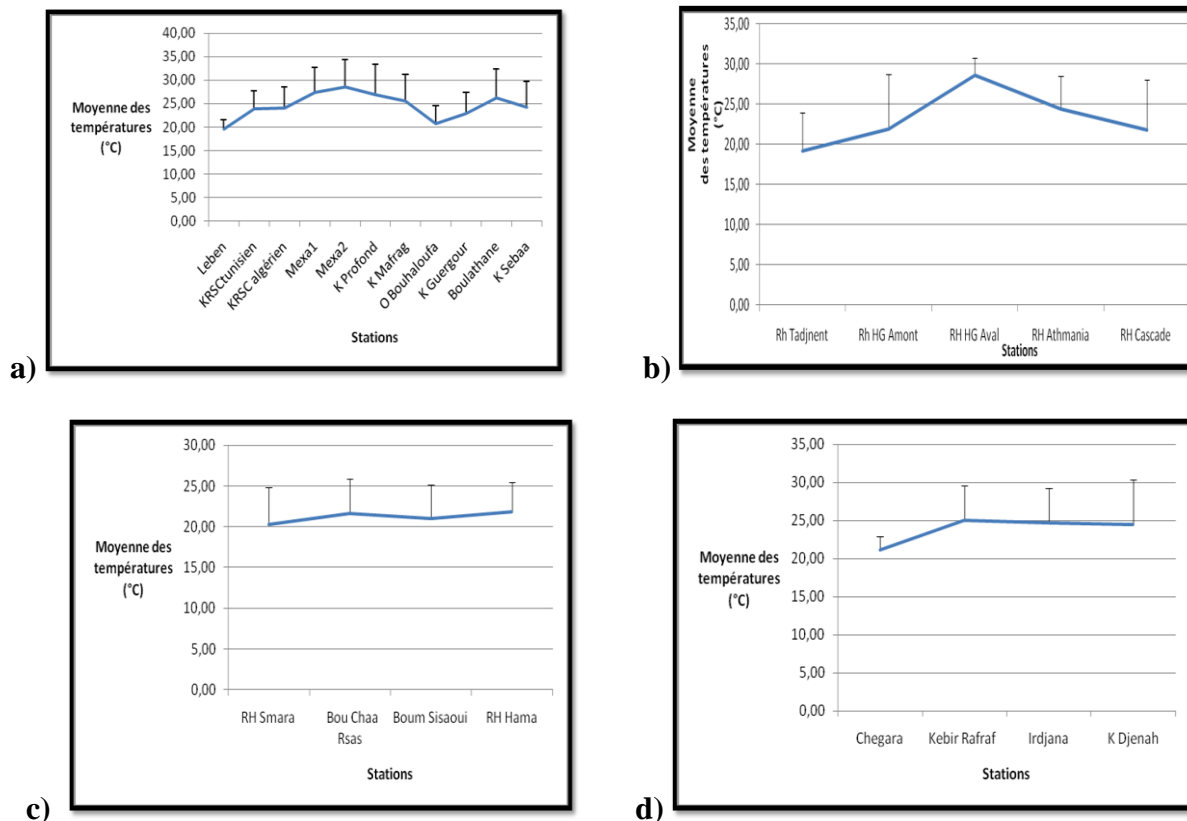 40,00
35,00
30,00
25,00
20,00
15,00
10,00
5,00
0,00
Moyenne des
températures
(°C)
Leben
KRSCtunisien
KRSC algérien
Mexa1
Mexa2
K Profond
K Mafrag
O Bouhaloufa
K Guergour
Boulathane
K Sebaa
Stations
a)
35,00
30,00
25,00
20,00
15,00
10,00
5,00
0,00
Moyenne
des températures
(°C)
Rh Tadjnent
Rh HG Amont
RH HG Aval
RH Athmania
RH Cascade
Stations
b)
30,00
25,00
20,00
15,00
10,00
5,00
0,00
Moyenne des
températures
(°C)
RH Smara
Bou Chaa
Rsas
Boum Sisaoui
RH Hama
Stations
c)
35,00
30,00
25,00
20,00
15,00
10,00
5,00
0,00
Moyenne des
températures
(°C)
Chegara
Kebir Rafraf
Irdjana
K Djenah
Stations
d)